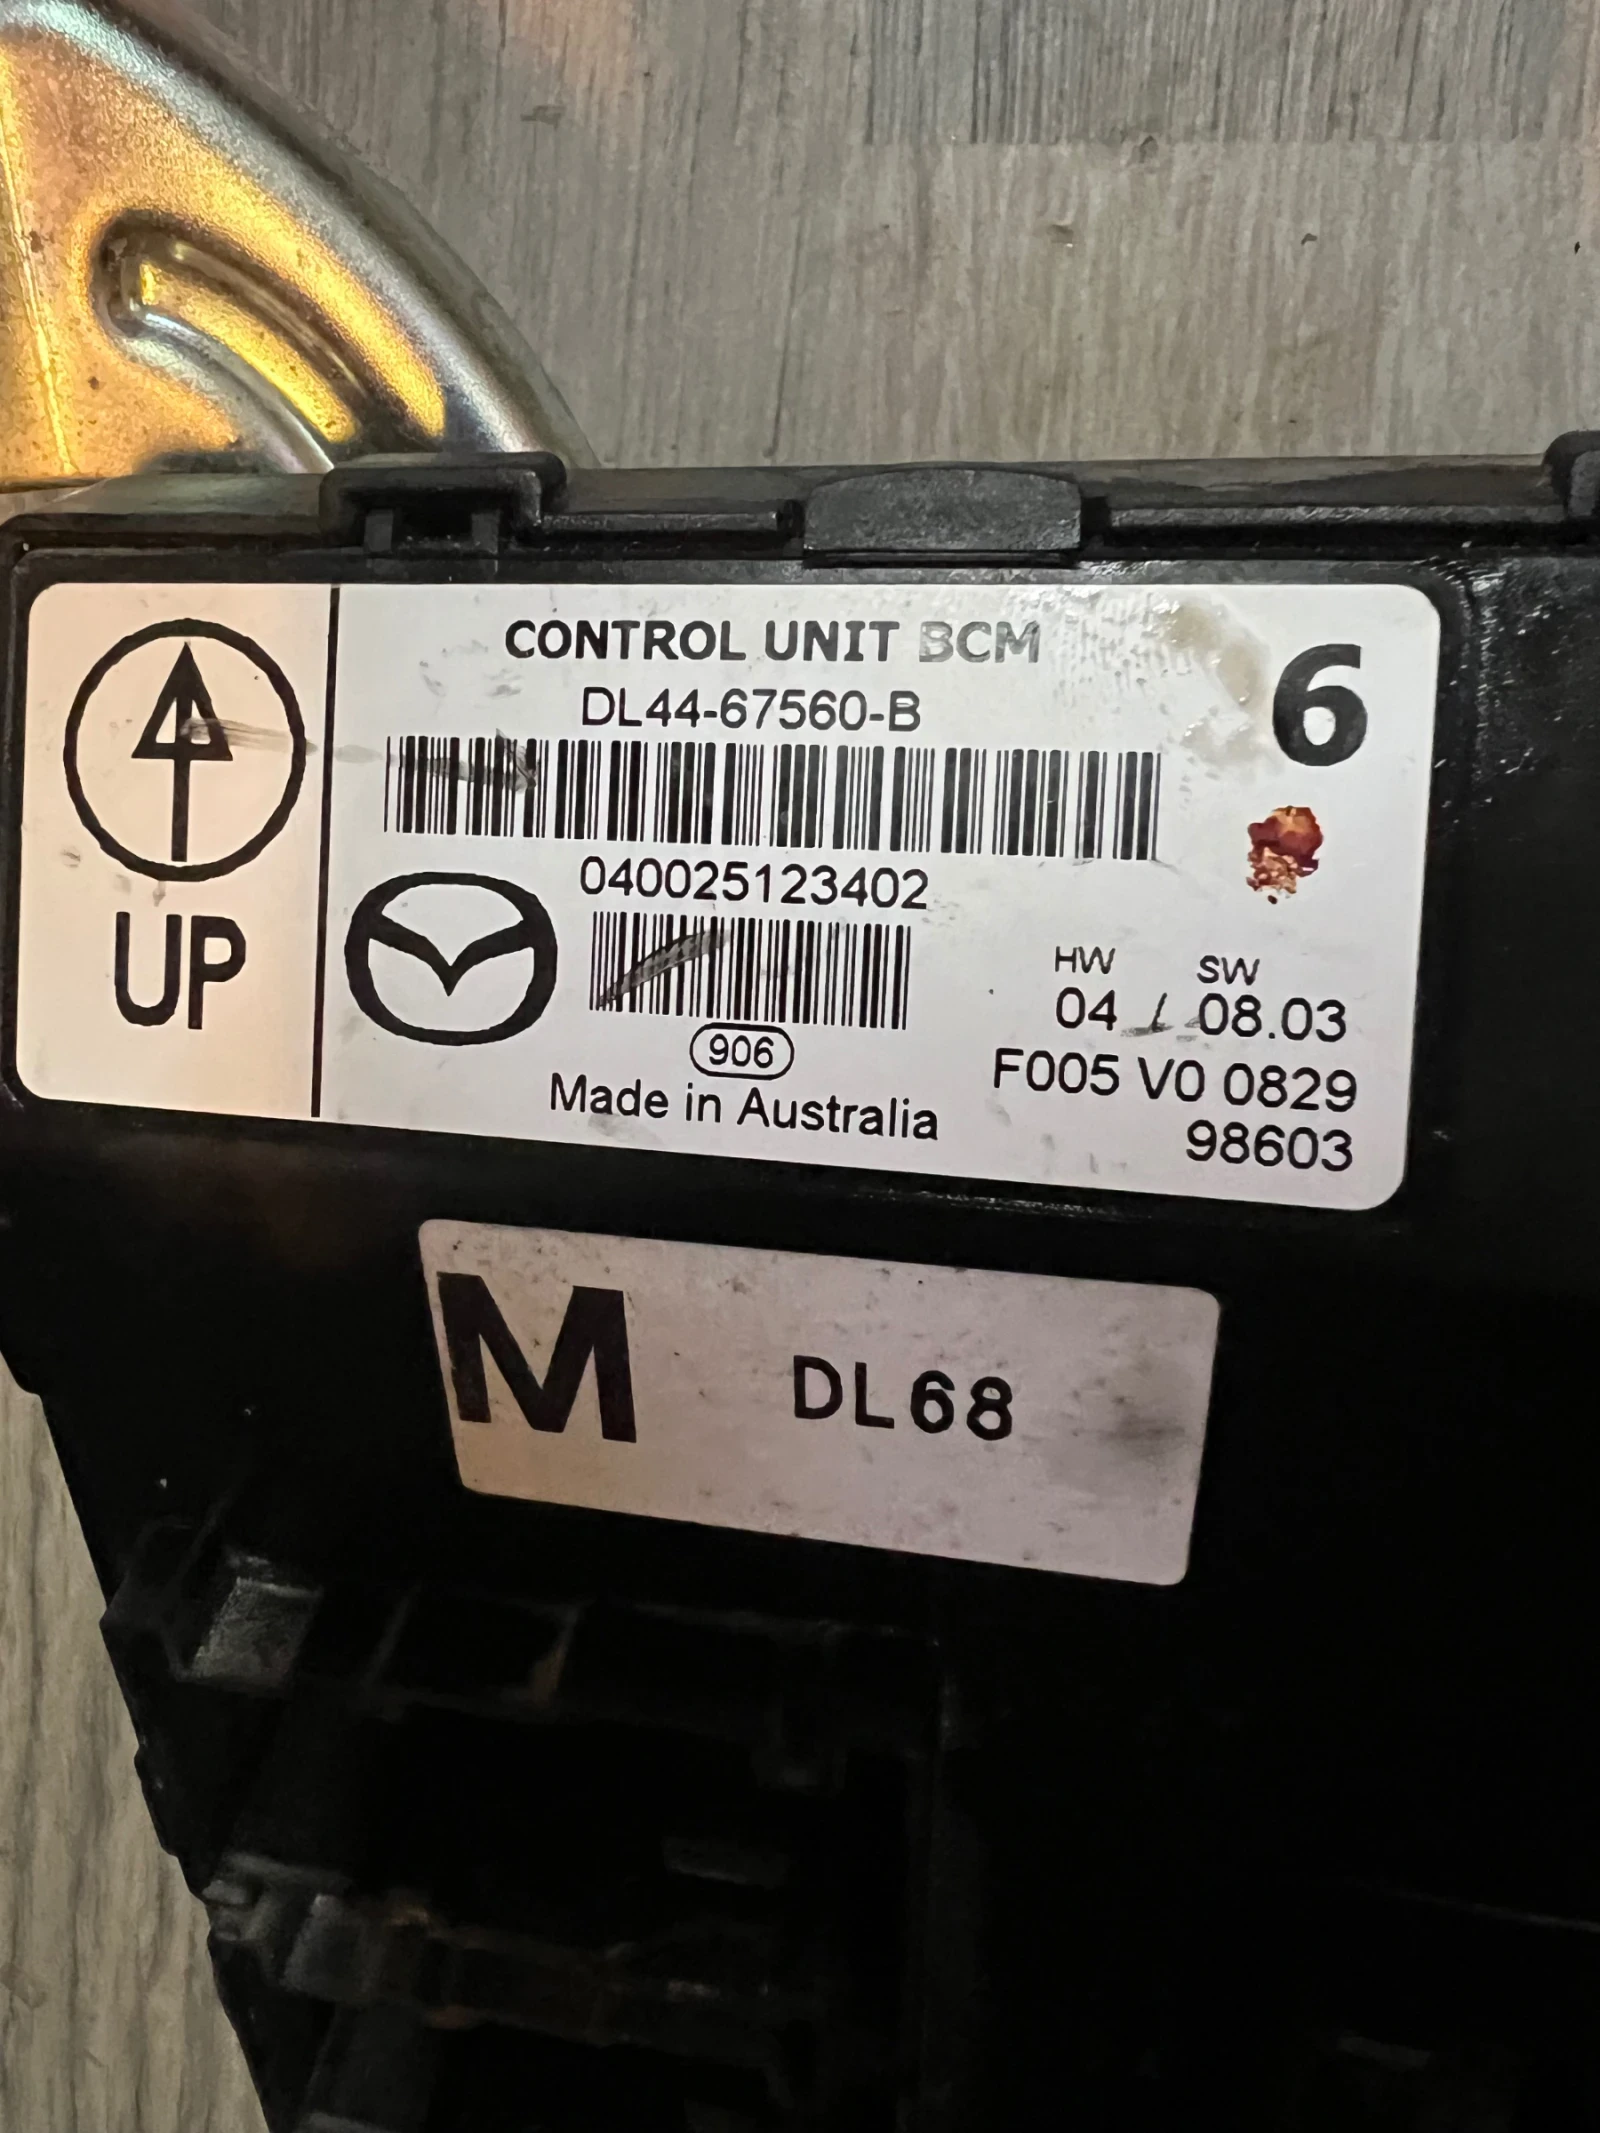 CONTROL UNIT BCM
6
DL44-67560-B
040025123402
UP
HW SW
04 / 08.03
906
F005 V0 0829
Made in Australia
98603
M DL68